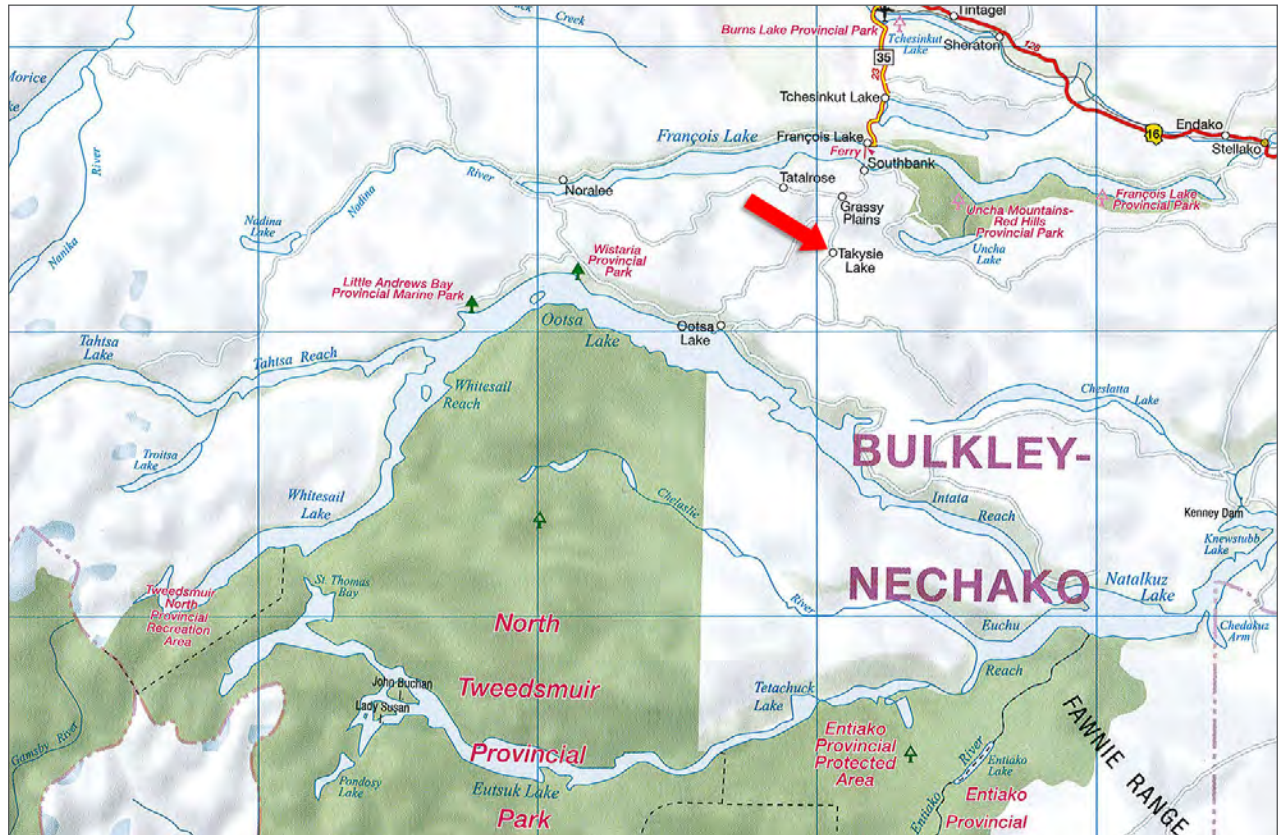 Creek
Tintagel
Burns Lake Provincial Park
Tchesinkut
Lake
Sheraton
128
35
23
Morice
Tchesinkut Lake
River
François Lake
François Lake
16
Endako
Stellako
Ferry
Southbank
Nadina
River
Noralee
Tatalrose
Grassy
Plains
Uncha Mountains-
Red Hills
Provincial Park
François Lake
Provincial Park
Nadina
Lake
Nanika
Uncha
Lake
Takysie
Lake
Wistaria
Provincial
Park
Little Andrews Bay
Provincial Marine Park
Ootsa
Lake
Ootsa
Lake
Tahtsa
Lake
Tahtsa Reach
Whitesail
Reach
Cheslatta
Lake
Troitsa
Lake
BULKLEY-
NECHAKO
Whitesail
Lake
Chelaslie
River
Intata
Reach
Kenney Dam
Knewstubb
Lake
Natalkuz
Lake
St. Thomas
Bay
Tweedsmuir
North
Provincial
Recreation
Area
North
Tweedsmuir
Provincial
Park
Euchu
Reach
Chedakuz
Arm
John Buchan
Lady Susan
Tetachuck
Lake
Gamsby River
Entiako
Provincial
Protected
Area
FAWNIE RANGE
Pondosy
Lake
Eutsuk Lake
Entiako
River
Entiako
Lake
Entiako
Provincial